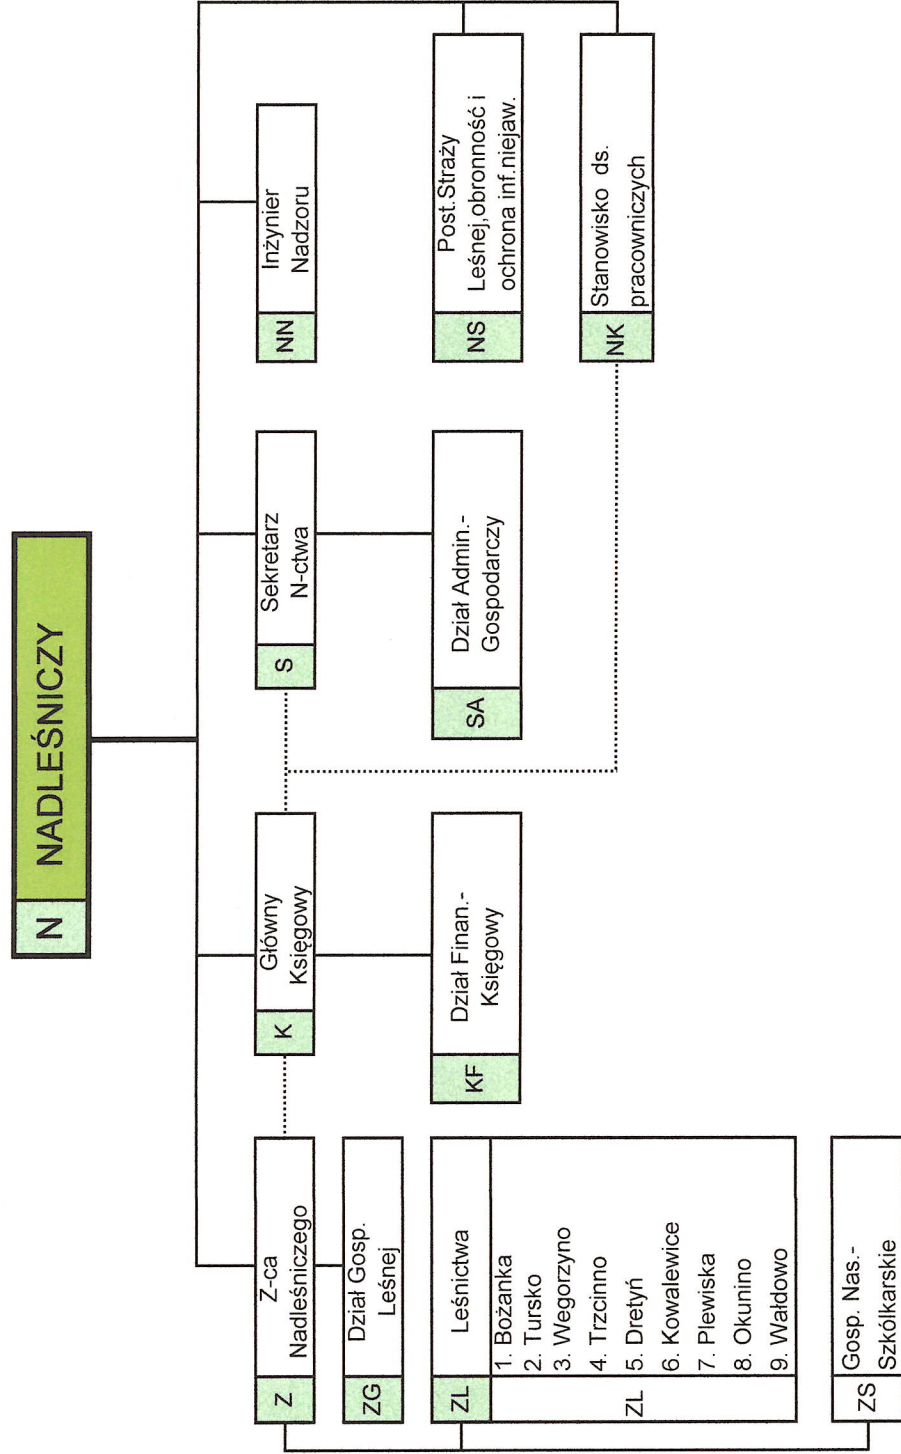 N NADLEŚNICZY
Z Z-ca
Nadleśniczego
ZG Dział Gosp.
Leśnej
ZL Leśnictwa
ZL
1. Bożanka
2. Tursko
3. Wegorzyno
4. Trzcinno
5. Dretyń
6. Kowalewice
7. Plewiska
8. Okunino
9. Wałdowo
ZS Gosp. Nas.-
Szkólkarskie
K Główny
Księgowy
KF Dział Finan.-
Księgowy
S Sekretarz
N-ctwa
SA Dział Admin.-
Gospodarczy
NN Inżynier
Nadzoru
NS Post.Straży
Leśnej,obronność i
ochrona inf.niejaw.
NK Stanowisko ds.
pracowniczych